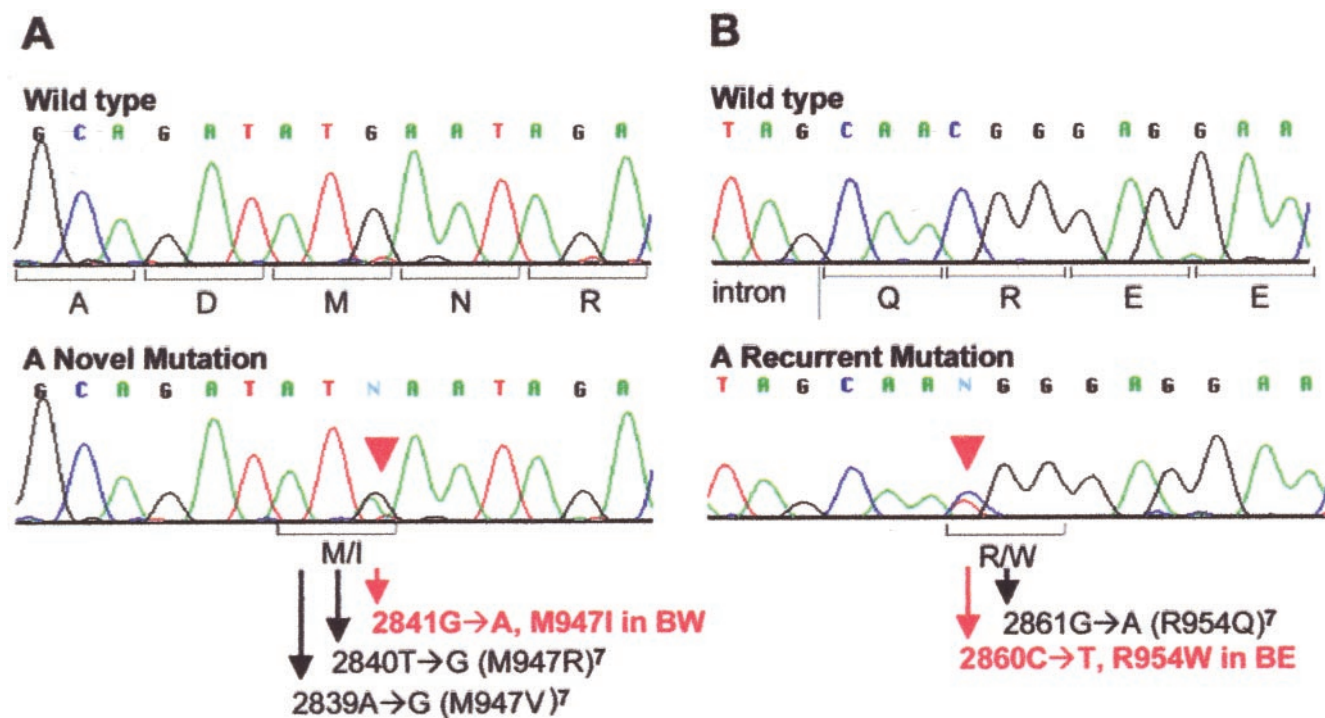 A
Wild type
G C A G A T A T G A A T A G A
A D M N R
A Novel Mutation
G C A G A T A T N A A T A G A
M/I
2841G→A, M947I in BW
2840T→G (M947R)7
2839A→G (M947V)7
B
Wild type
T A G C A A C G G G A G G A A
intron Q R E E
A Recurrent Mutation
T A G C A A N G G G A G G A A
R/W
2861G→A (R954Q)7
2860C→T, R954W in BE